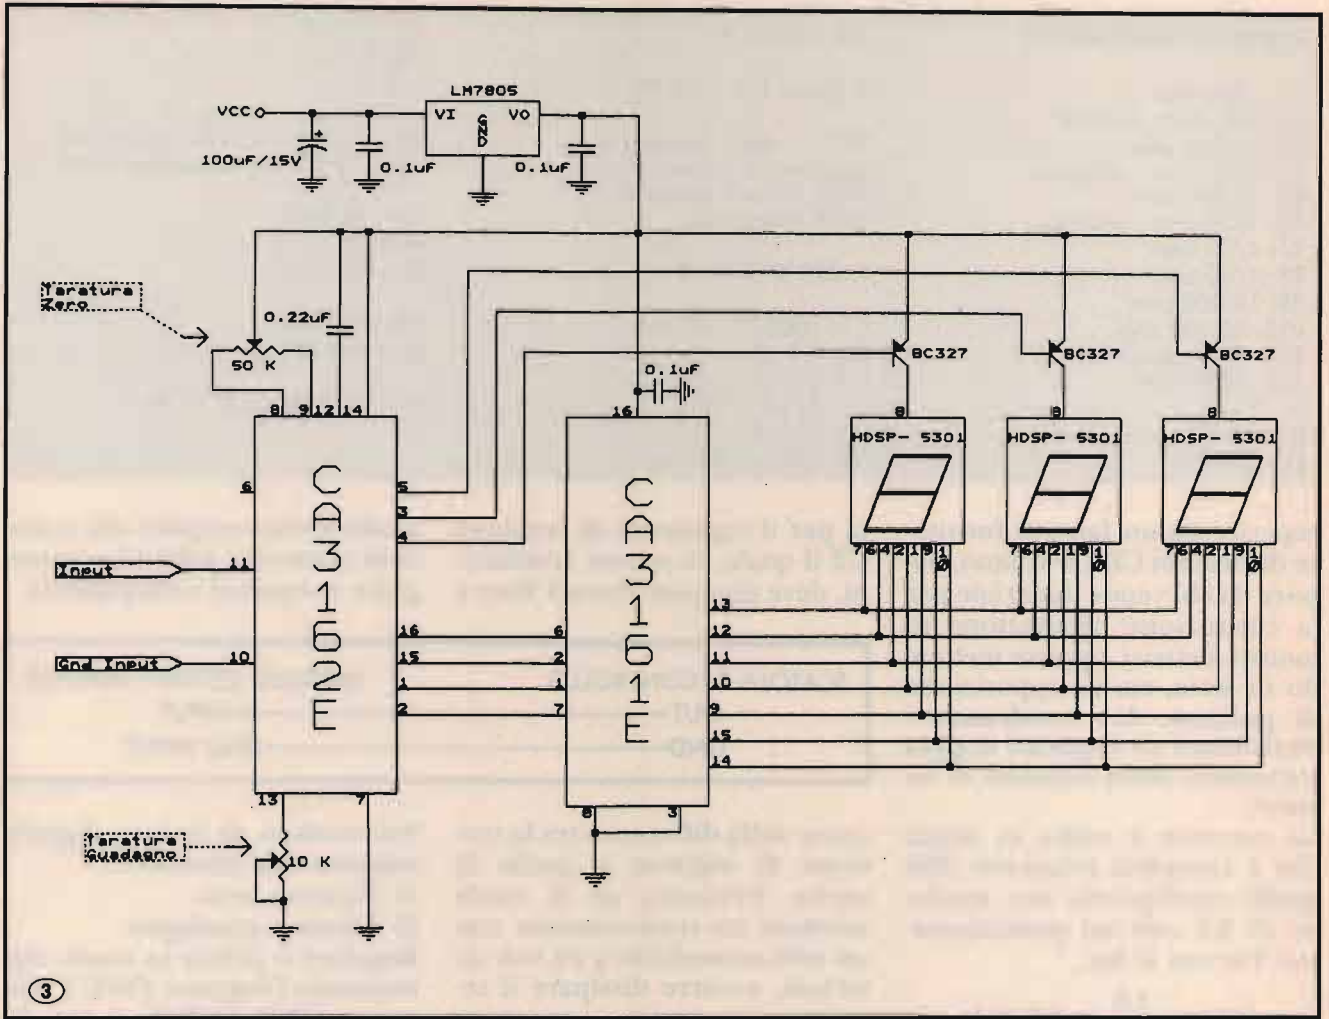 LM7805
VCC
VI
VO
GND
100uF/15V
0.1uF
0.1uF
Taratura
Zero
0.22uF
50 K
BC327
BC327
BC327
0.1uF
8
9
12
14
16
8
8
8
HDSP- 5301
HDSP- 5301
HDSP- 5301
CA3162E
CA3161E
6
5
3
4
7
6
4
2
1
9
10
7
6
4
2
1
9
10
7
6
4
2
1
9
10
Input
11
13
16
6
12
Gnd Input
10
15
2
11
1
1
10
2
7
9
15
14
13
7
8
3
Taratura
Guadagno
10 K
3